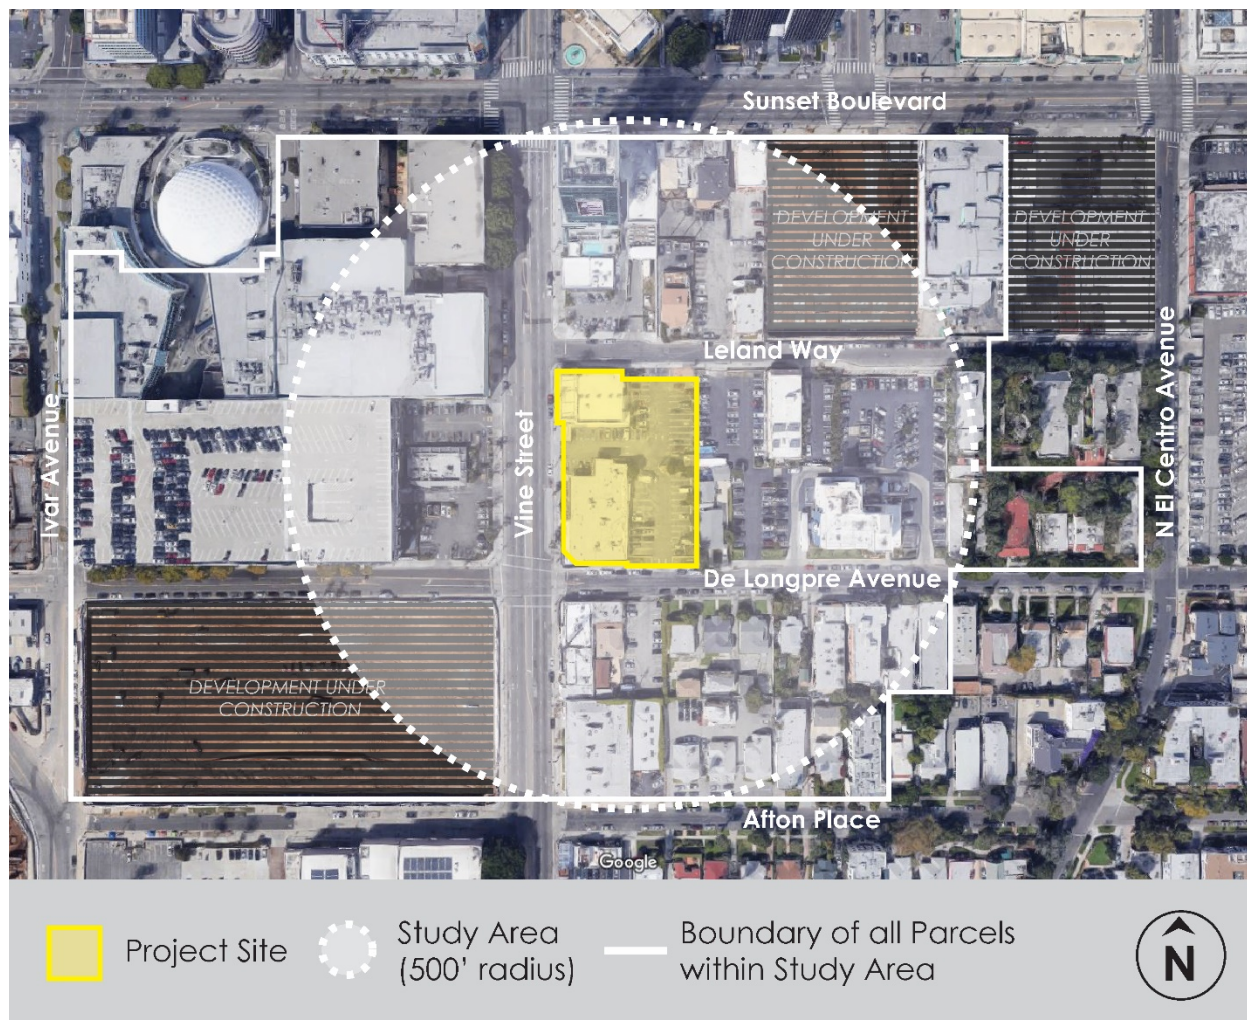 Sunset Boulevard
DEVELOPMENT
UNDER
CONSTRUCTION
DEVELOPMENT
UNDER
CONSTRUCTION
Leland Way
Ivar Avenue
Vine Street
N El Centro Avenue
De Longpre Avenue
DEVELOPMENT UNDER
CONSTRUCTION
Afton Place
Google
Project Site
Study Area
(500' radius)
Boundary of all Parcels
within Study Area
N